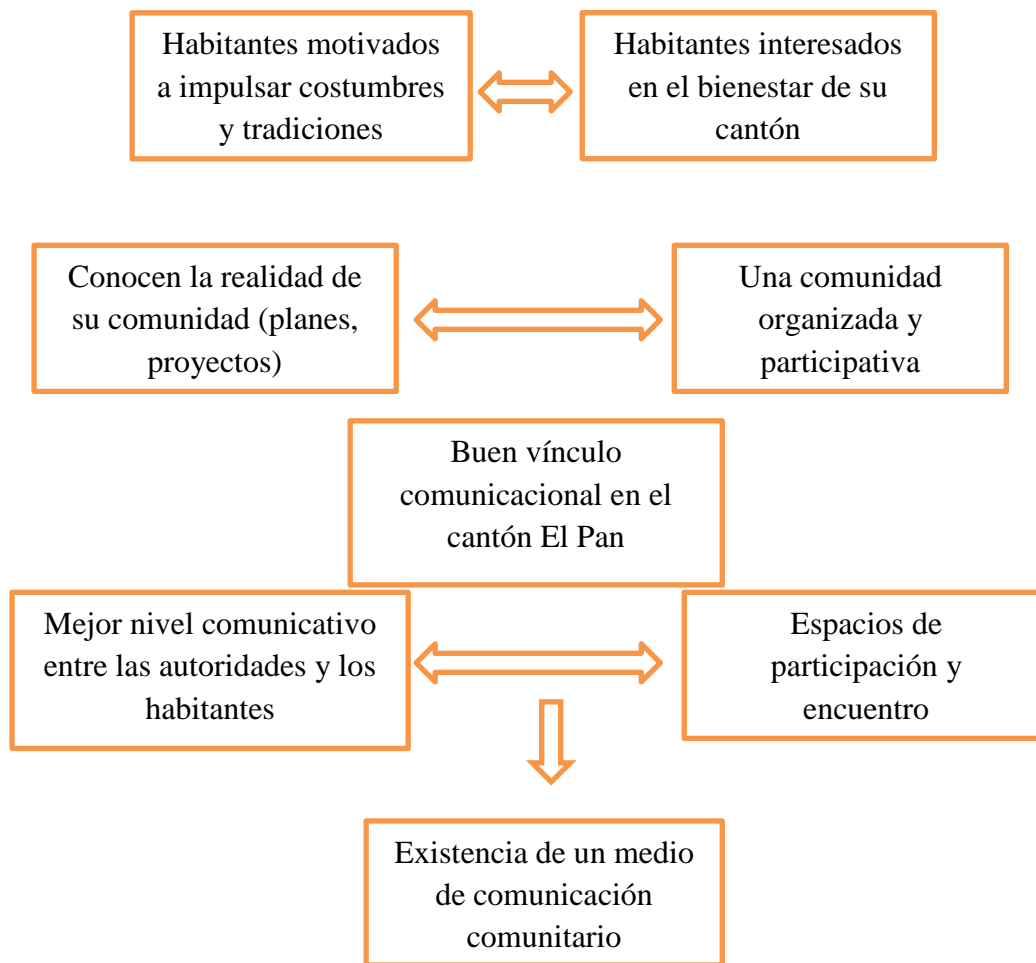 Habitantes motivados
a impulsar costumbres
y tradiciones
Habitantes interesados
en el bienestar de su
cantón
Conocen la realidad de
su comunidad (planes,
proyectos)
Una comunidad
organizada y
participativa
Buen vínculo
comunicacional en el
cantón El Pan
Mejor nivel comunicativo
entre las autoridades y los
habitantes
Espacios de
participación y
encuentro
Existencia de un medio
de comunicación
comunitario